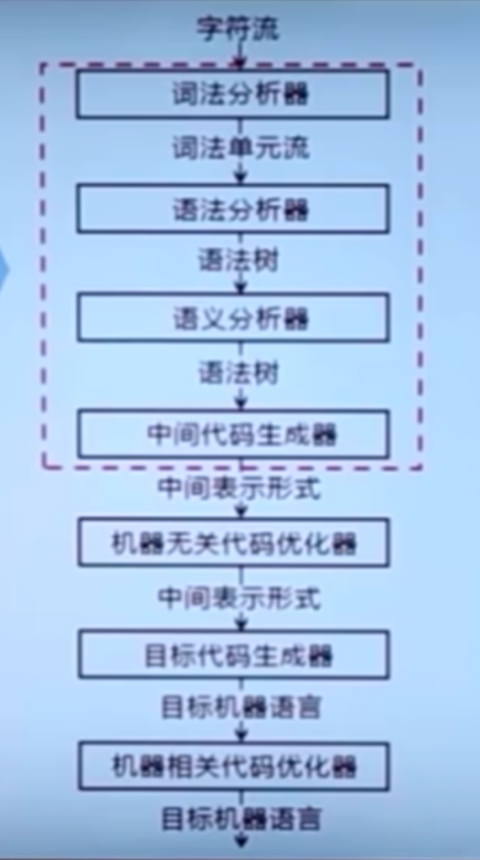 字符流
词法分析器
词法单元流
语法分析器
语法树
语义分析器
语法树
中间代码生成器
中间表示形式
机器无关代码优化器
中间表示形式
目标代码生成器
目标机器语言
机器相关代码优化器
目标机器语言